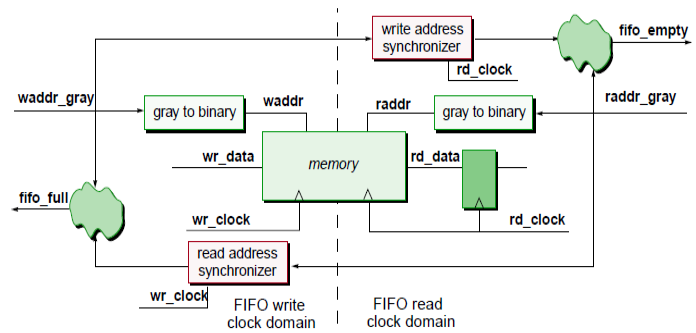 write address
synchronizer
fifo_empty
rd_clock
waddr_gray
gray to binary
waddr
raddr
gray to binary
raddr_gray
wr_data
memory
rd_data
fifo_full
wr_clock
rd_clock
read address
synchronizer
wr_clock
FIFO write
clock domain
FIFO read
clock domain